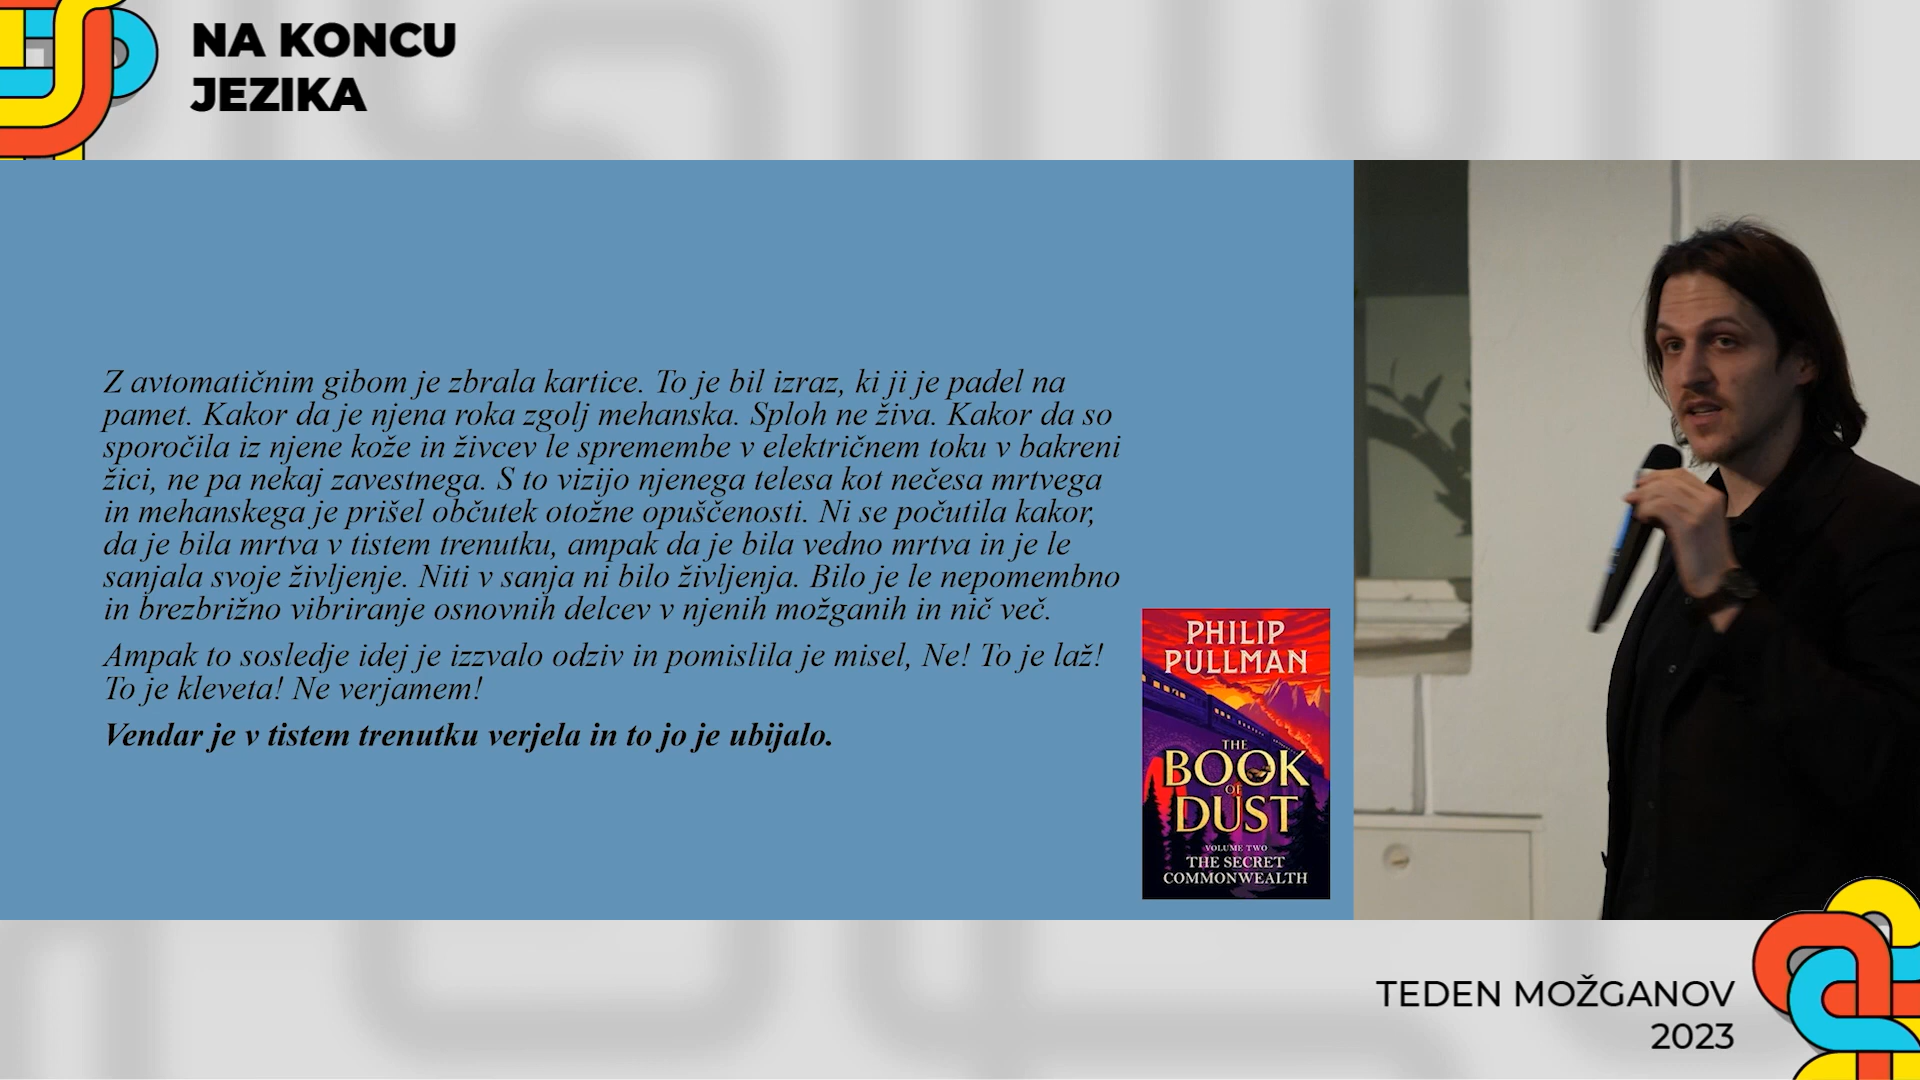 NA KONCU
JEZIKA
Z avtomatičnim gibom je zbrala kartice. To je bil izraz, ki ji je padel na
pamet. Kakor da je njena roka zgolj mehanska. Sploh ne živa. Kakor da so
sporočila iz njene kože in živcev le spremembe v električnem toku v bakreni
žici, ne pa nekaj zavestnega. S to vizijo njenega telesa kot nečesa mrtvega
in mehanskega je prišel občutek otožne opuščenosti. Ni se počutila kakor,
da je bila mrtva v tistem trenutku, ampak da je bila vedno mrtva in je le
sanjala svoje življenje. Niti v sanja ni bilo življenja. Bilo je le nepomembno
in brezbrižno vibriranje osnovnih delcev v njenih možganih in nič več.
Ampak to sosledje idej je izzvalo odziv in pomislila je misel, Ne! To je laž!
To je kleveta! Ne verjamem!
Vendar je v tistem trenutku verjela in to jo je ubijalo.
PHILIP
PULLMAN
THE
BOOK
OF
DUST
VOLUME TWO
THE SECRET
COMMONWEALTH
TEDEN MOŽGANOV
2023